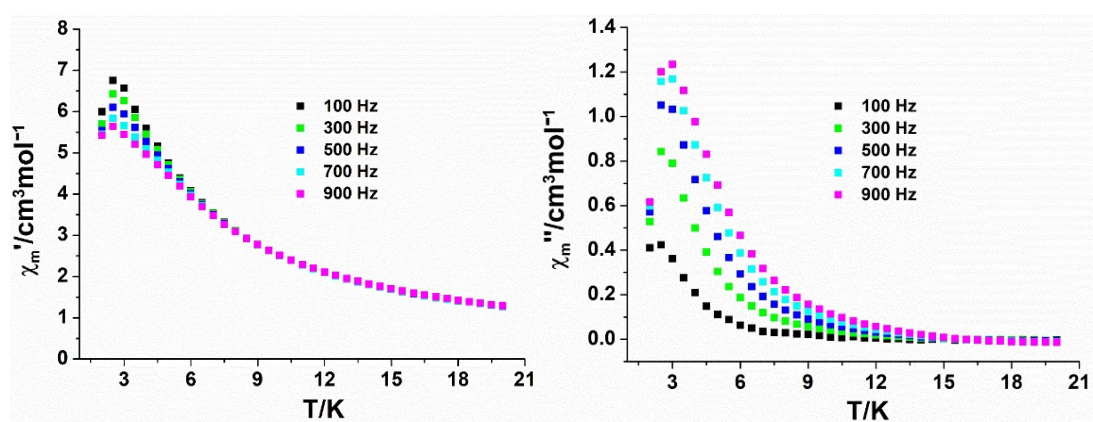 8
7
6
5
4
3
2
1
0
χm'/cm³mol⁻¹
100 Hz
300 Hz
500 Hz
700 Hz
900 Hz
3 6 9 12 15 18 21
T/K
1.4
1.2
1.0
0.8
0.6
0.4
0.2
0.0
χm''/cm³mol⁻¹
100 Hz
300 Hz
500 Hz
700 Hz
900 Hz
3 6 9 12 15 18 21
T/K